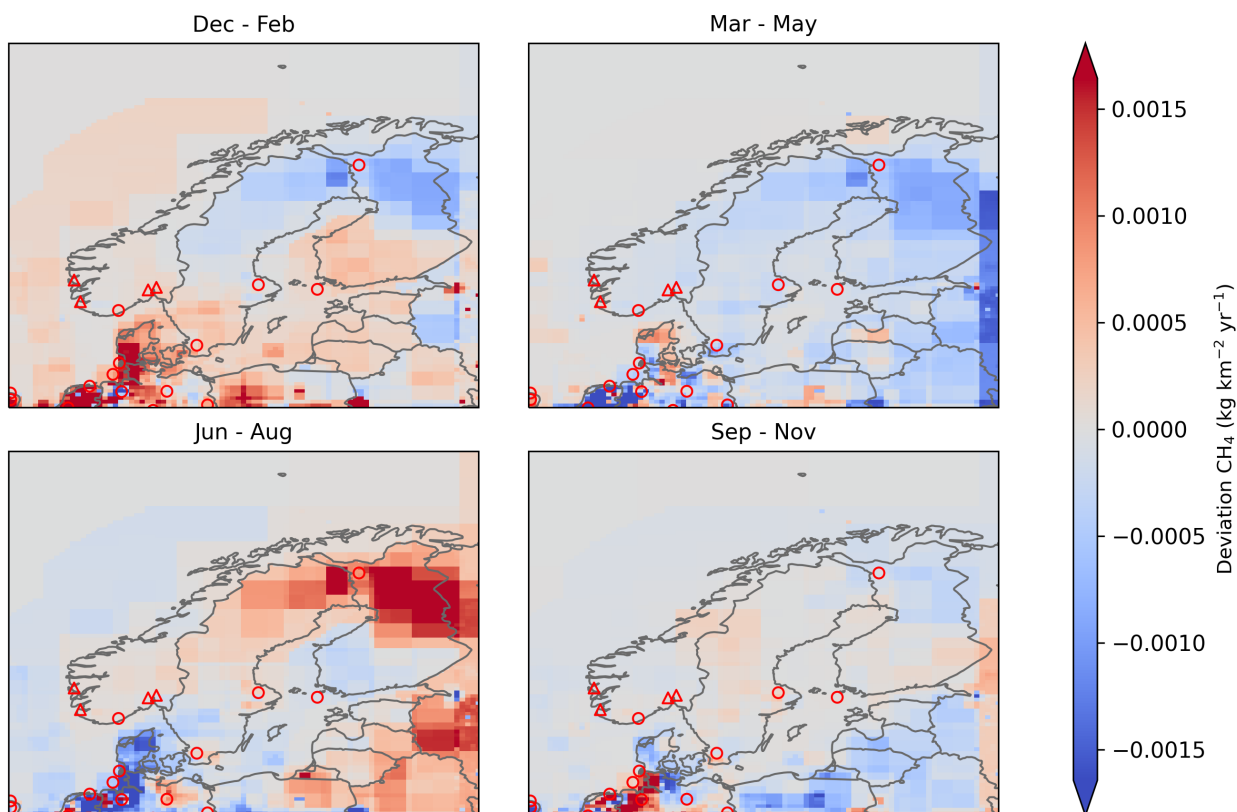 Dec - Feb
Mar - May
Jun - Aug
Sep - Nov
0.0015
0.0010
0.0005
0.0000
−0.0005
−0.0010
−0.0015
Deviation CH₄ (kg km⁻² yr⁻¹)